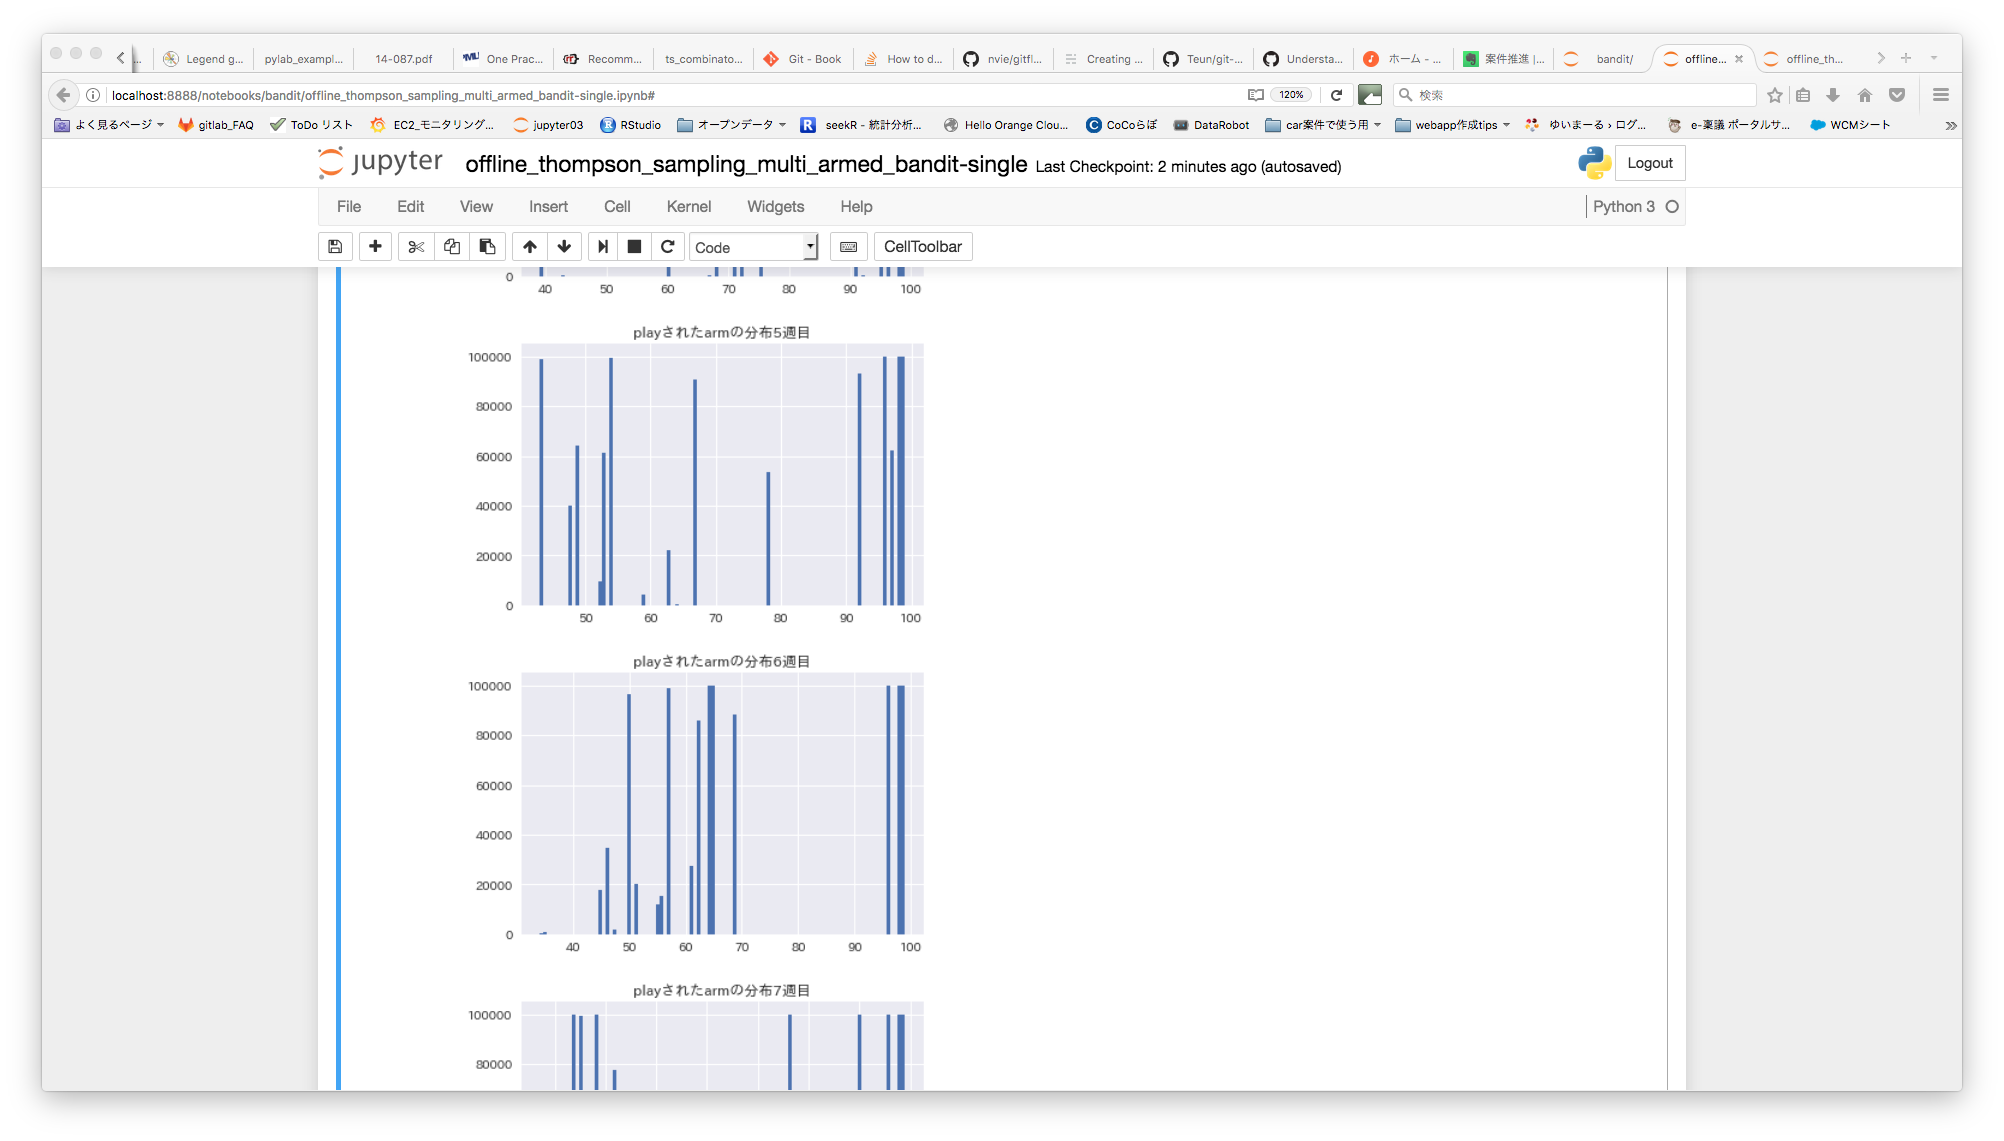 Legend g... pylab_exampl... 14-087.pdf One Prac... Recomm... ts_combinato... Git - Book How to d... nvie/gitfl... Creating ... Teun/git-... Understa... ホーム - ... 案件推進 |... bandit/ offline... offline_th...
localhost:8888/notebooks/bandit/offline_thompson_sampling_multi_armed_bandit-single.ipynb# 120% 検索
よく見るページ gitlab_FAQ ToDo リスト EC2_モニタリング... jupyter03 RStudio オープンデータ seekR - 統計分析... Hello Orange Clou... CoCoらぼ DataRobot car案件で使う用 webapp作成tips ゆいまーる › ログ... e-稟議 ポータルサ... WCMシート
jupyter offline_thompson_sampling_multi_armed_bandit-single Last Checkpoint: 2 minutes ago (autosaved) Logout
File Edit View Insert Cell Kernel Widgets Help Python 3
Code CellToolbar
0
40 50 60 70 80 90 100
playされたarmの分布5週目
100000
80000
60000
40000
20000
0
50 60 70 80 90 100
playされたarmの分布6週目
100000
80000
60000
40000
20000
0
40 50 60 70 80 90 100
playされたarmの分布7週目
100000
80000